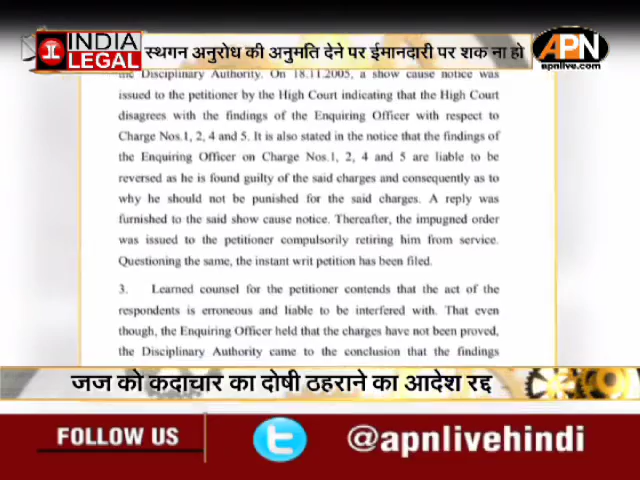 INDIA
LEGAL
स्थगन अनुरोध की अनुमति देने पर ईमानदारी पर शक ना हो
APN
apnlive.com
the Disciplinary Authority. On 18.11.2005, a show cause notice was
issued to the petitioner by the High Court indicating that the High Court
disagrees with the findings of the Enquiring Officer with respect to
Charge Nos.1, 2, 4 and 5. It is also stated in the notice that the findings of
the Enquiring Officer on Charge Nos.1, 2, 4 and 5 are liable to be
reversed as he is found guilty of the said charges and consequently as to
why he should not be punished for the said charges. A reply was
furnished to the said show cause notice. Thereafter, the impugned order
was issued to the petitioner compulsorily retiring him from service.
Questioning the same, the instant writ petition has been filed.
3. Learned counsel for the petitioner contends that the act of the
respondents is erroneous and liable to be interfered with. That even
though, the Enquiring Officer held that the charges have not been proved,
the Disciplinary Authority came to the conclusion that the findings
जज को कदाचार का दोषी ठहराने का आदेश रद्द
FOLLOW US
@apnlivehindi